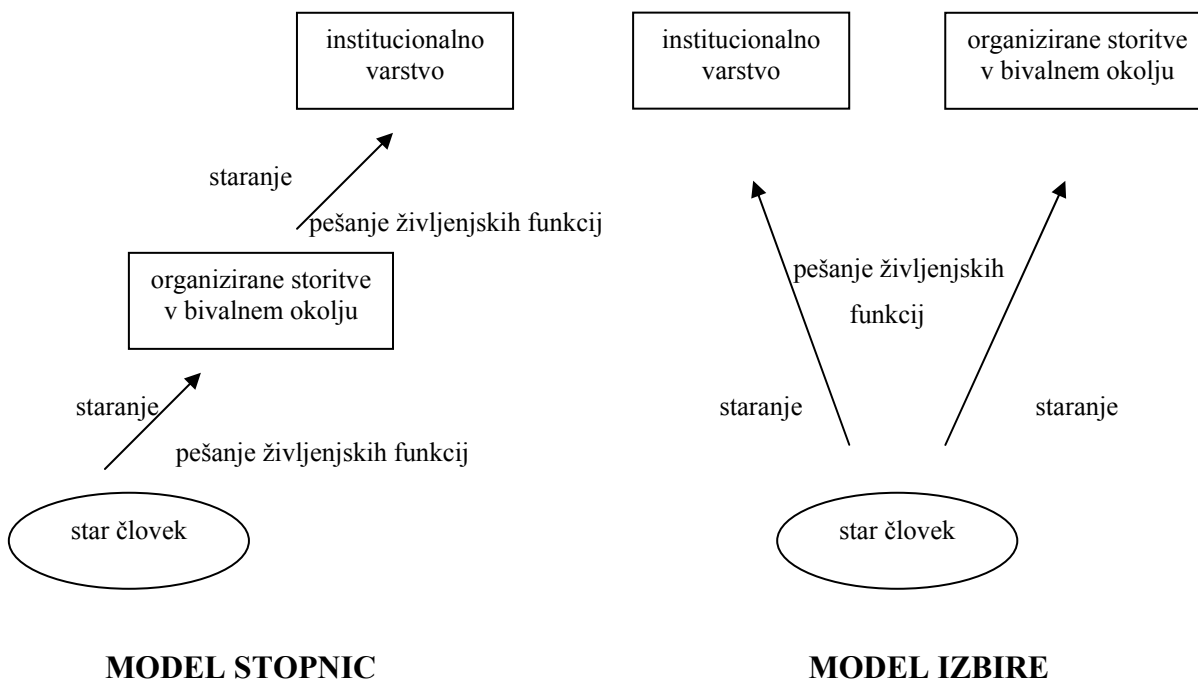 institucionalno
varstvo
staranje
pešanje življenjskih funkcij
organizirane storitve
v bivalnem okolju
staranje
pešanje življenjskih funkcij
star človek
MODEL STOPNIC
institucionalno
varstvo
organizirane storitve
v bivalnem okolju
pešanje življenjskih
funkcij
staranje
staranje
star človek
MODEL IZBIRE